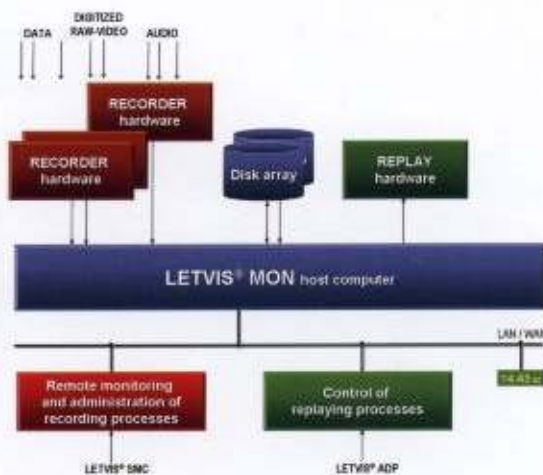 DIGITIZED
RAW-VIDEO
DATA
AUDIO
RECORDER
hardware
RECORDER
hardware
Disk array
REPLAY
hardware
LETVIS® MON host computer
LAN / WAN
Remote monitoring
and administration of
recording processes
Control of
replaying processes
LETVIS® SMC
LETVIS® ADP